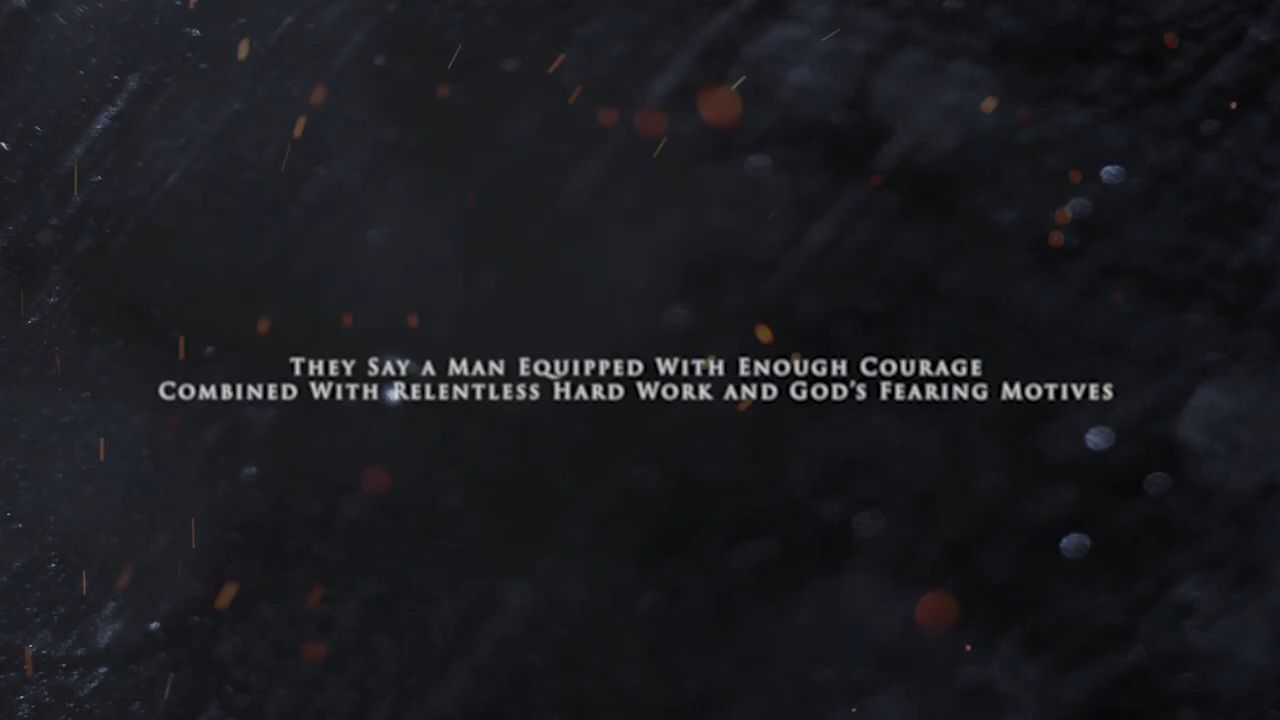 They Say a Man Equipped With Enough Courage
Combined With Relentless Hard Work and God's Fearing Motives